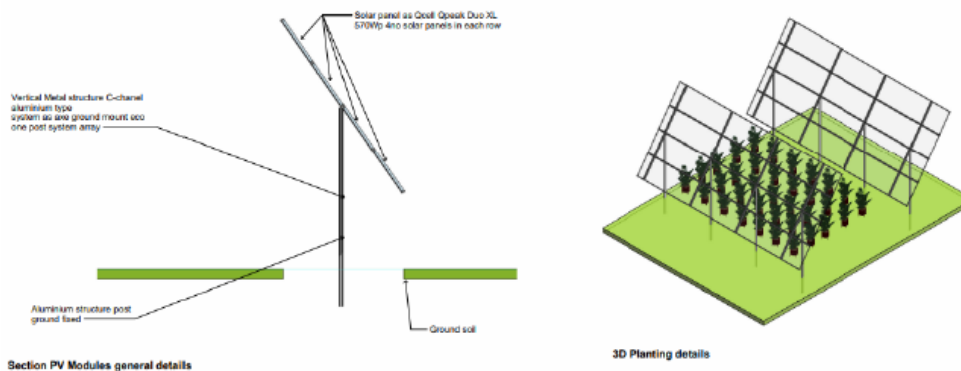 Solar panel as Qcell Qpeak Duo XL
570Wp 4no solar panels in each row
Vertical Metal structure C-chanel
aluminium type
system as axe ground mount eco
one post system array
Aluminium structure post
ground fixed
Ground soil
Section PV Modules general details
3D Planting details